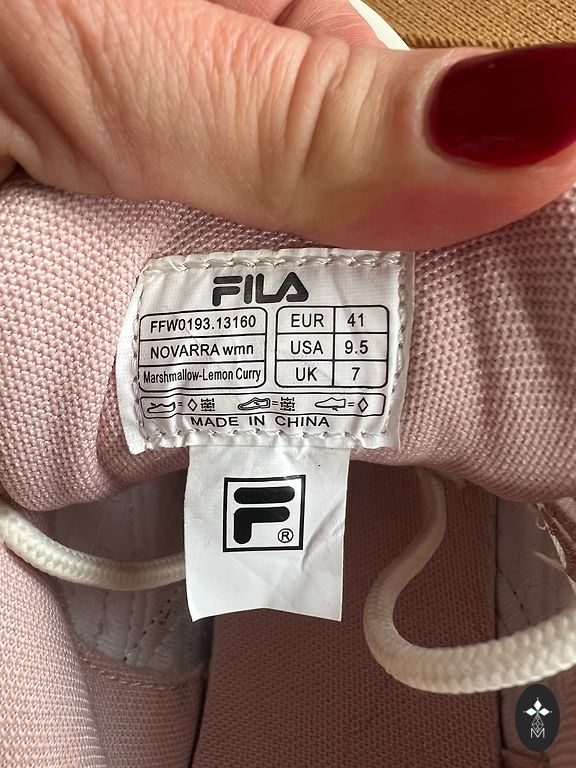 FILA
FFW0193.13160
NOVARRA wmn
Marshmallow-Lemon Curry
EUR 41
USA 9.5
UK 7
MADE IN CHINA
F ®
M